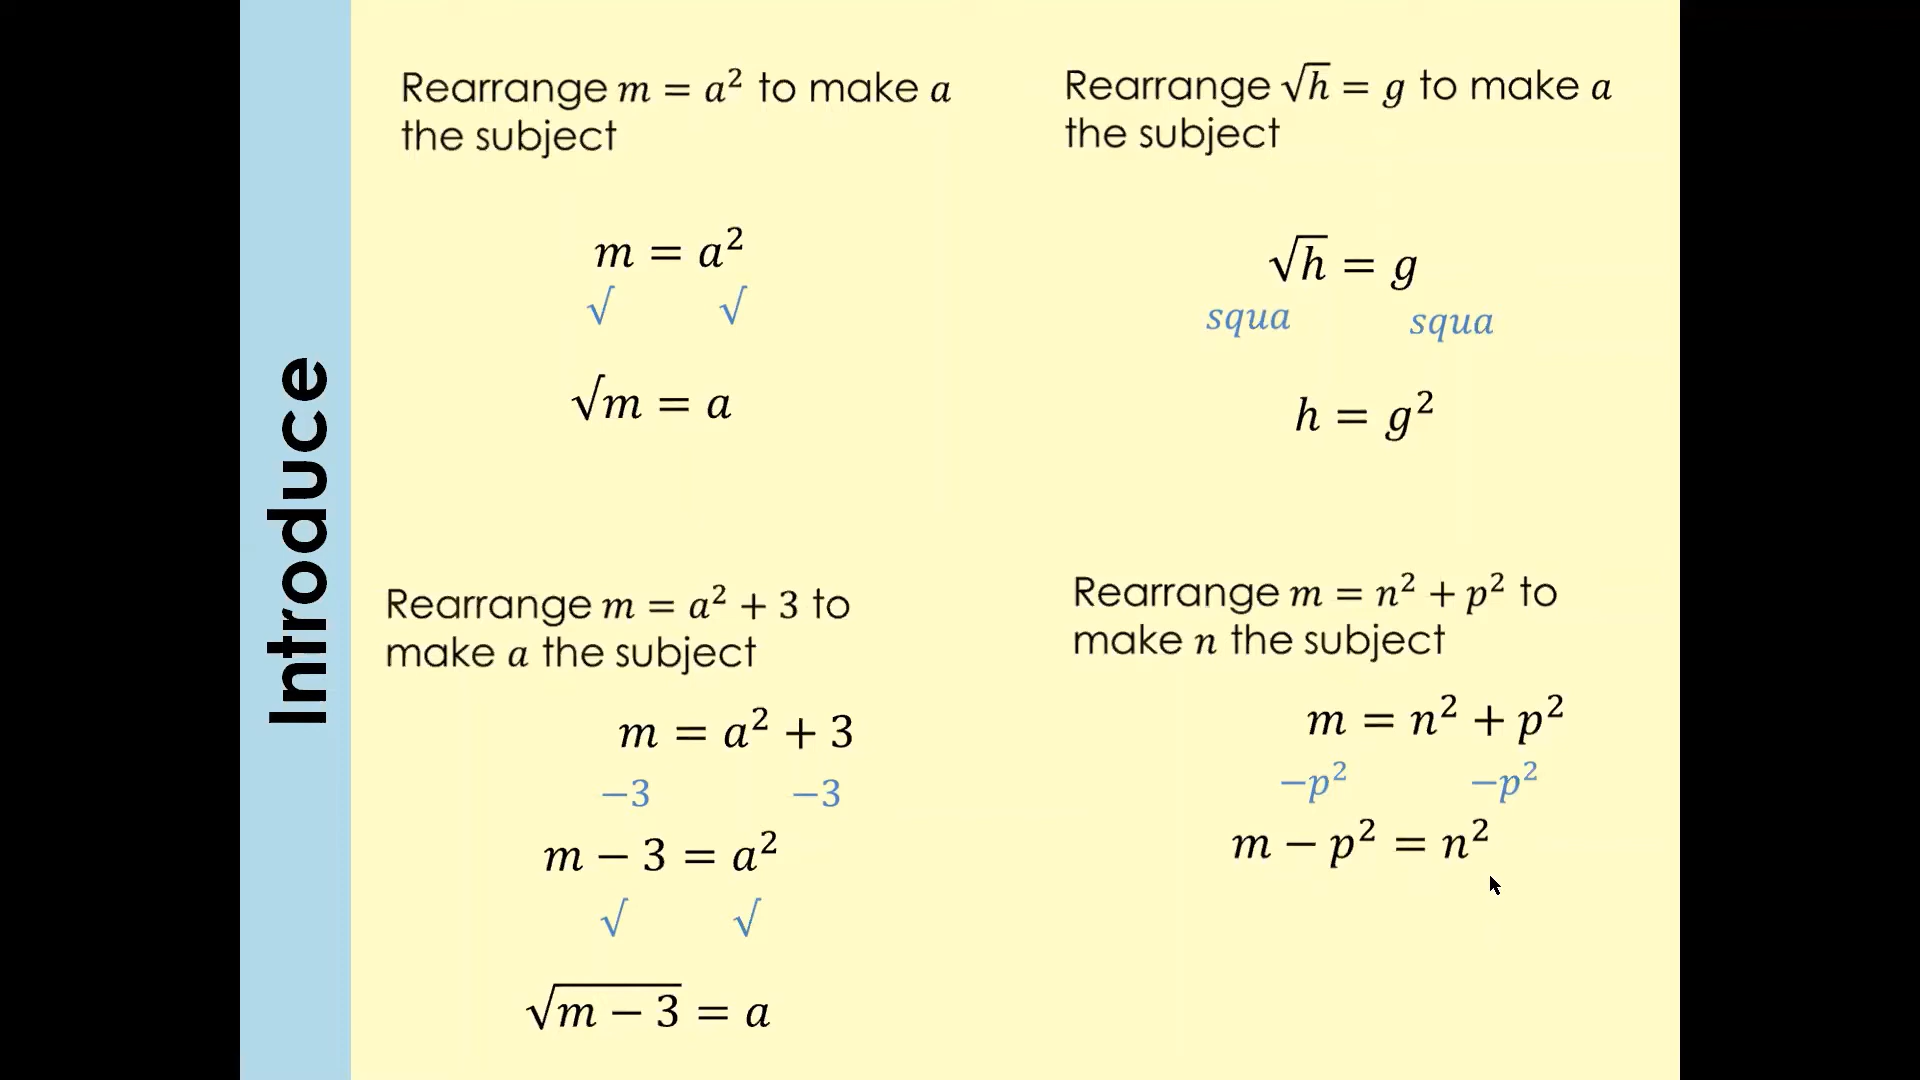 Introduce
Rearrange m = a² to make a
the subject
m = a²
√ √
√m = a
Rearrange √h = g to make a
the subject
√h = g
squa squa
h = g²
Rearrange m = a² + 3 to
make a the subject
m = a² + 3
−3 −3
m − 3 = a²
√ √
√(m − 3) = a
Rearrange m = n² + p² to
make n the subject
m = n² + p²
−p² −p²
m − p² = n²